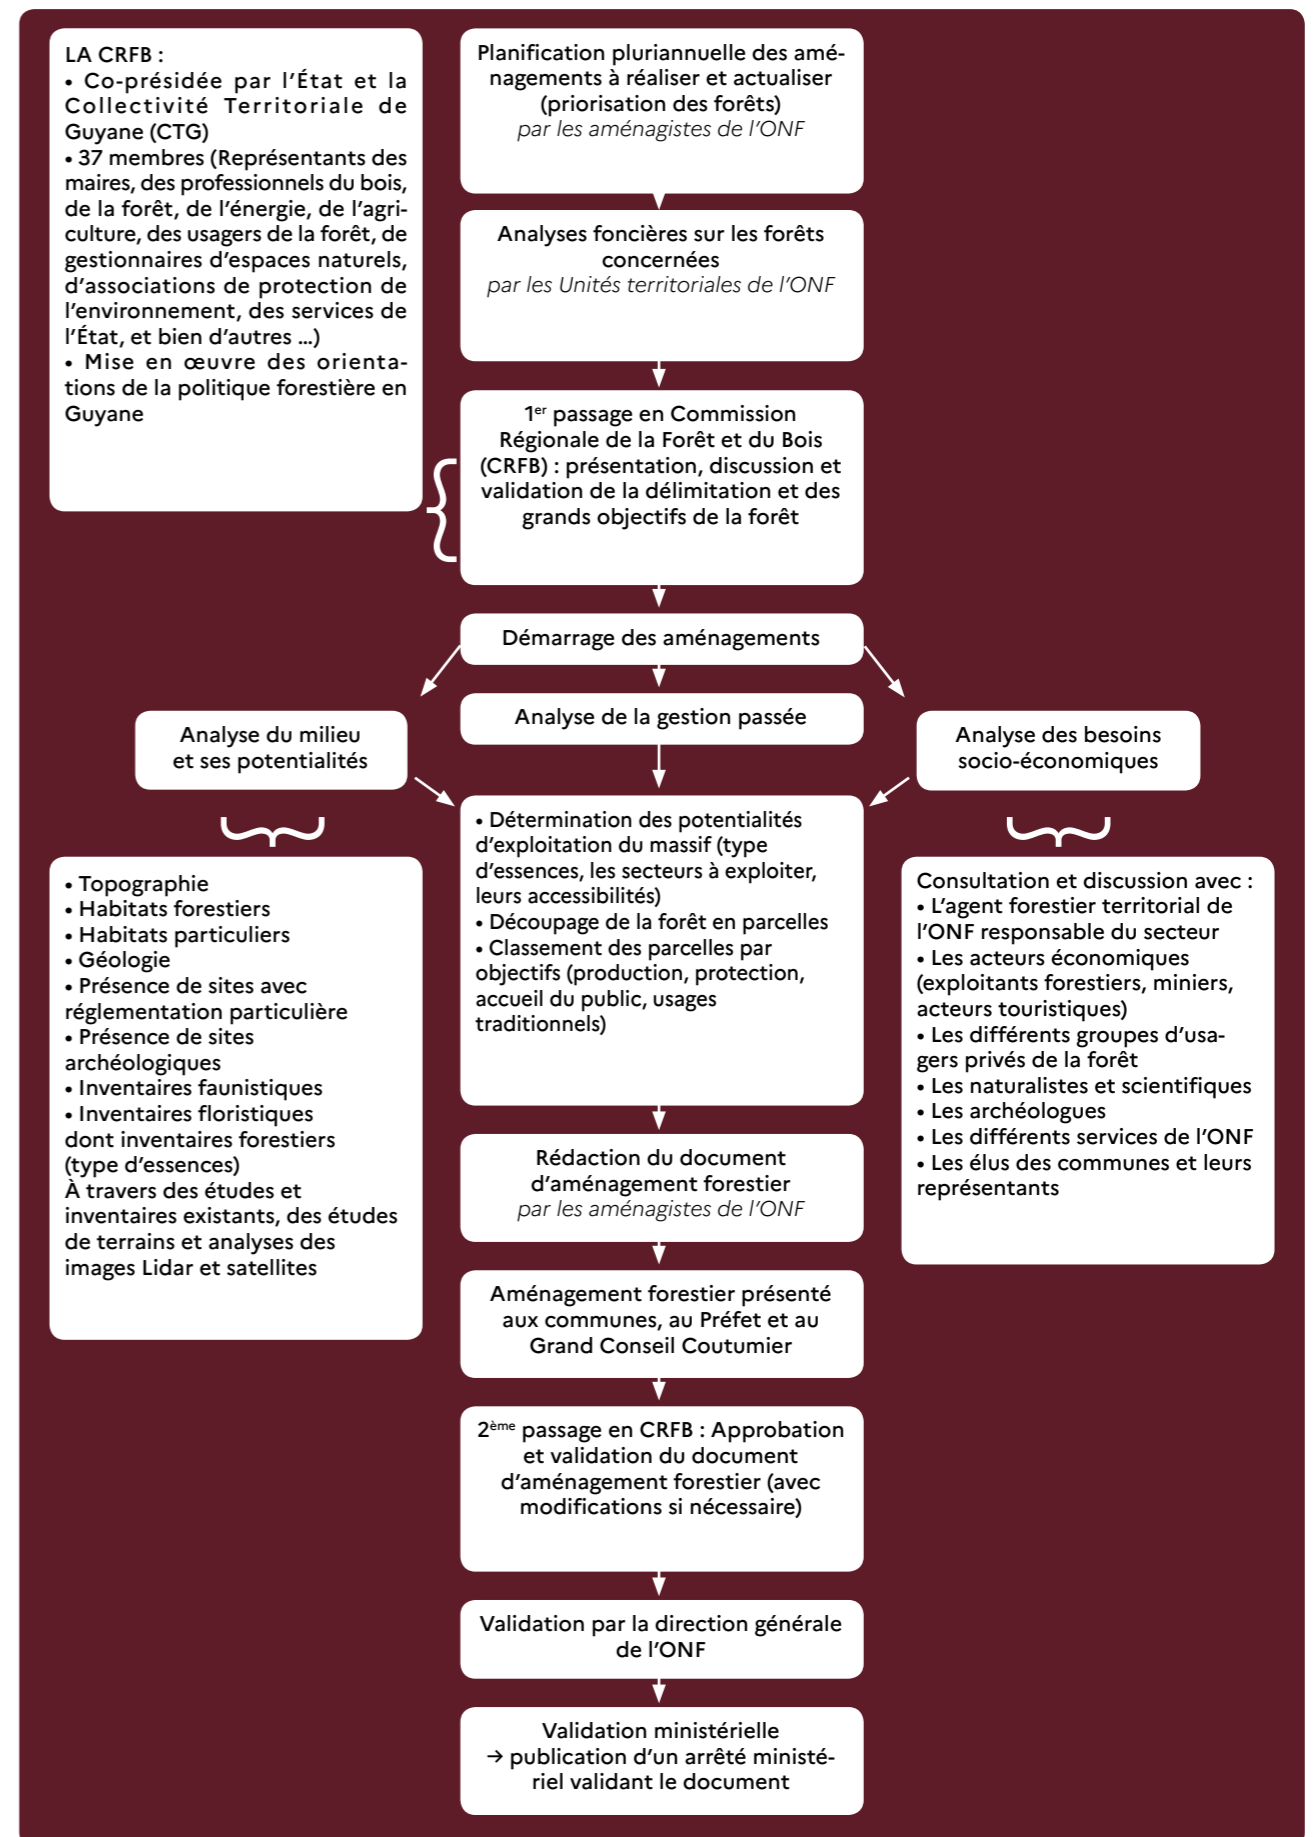 LA CRFB :
• Co-présidée par l'État et la
Collectivité Territoriale de
Guyane (CTG)
• 37 membres (Représentants des
maires, des professionnels du bois,
de la forêt, de l'énergie, de l'agri-
culture, des usagers de la forêt, de
gestionnaires d'espaces naturels,
d'associations de protection de
l'environnement, des services de
l'État, et bien d'autres ...)
• Mise en œuvre des orienta-
tions de la politique forestière en
Guyane
Planification pluriannuelle des amé-
nagements à réaliser et actualiser
(priorisation des forêts)
par les aménagistes de l'ONF
Analyses foncières sur les forêts
concernées
par les Unités territoriales de l'ONF
1er passage en Commission
Régionale de la Forêt et du Bois
(CRFB) : présentation, discussion et
validation de la délimitation et des
grands objectifs de la forêt
Démarrage des aménagements
Analyse du milieu
et ses potentialités
Analyse de la gestion passée
Analyse des besoins
socio-économiques
• Topographie
• Habitats forestiers
• Habitats particuliers
• Géologie
• Présence de sites avec
réglementation particulière
• Présence de sites
archéologiques
• Inventaires faunistiques
• Inventaires floristiques
dont inventaires forestiers
(type d'essences)
À travers des études et
inventaires existants, des études
de terrains et analyses des
images Lidar et satellites
• Détermination des potentialités
d'exploitation du massif (type
d'essences, les secteurs à exploiter,
leurs accessibilités)
• Découpage de la forêt en parcelles
• Classement des parcelles par
objectifs (production, protection,
accueil du public, usages
traditionnels)
Consultation et discussion avec :
• L'agent forestier territorial de
l'ONF responsable du secteur
• Les acteurs économiques
(exploitants forestiers, miniers,
acteurs touristiques)
• Les différents groupes d'usa-
gers privés de la forêt
• Les naturalistes et scientifiques
• Les archéologues
• Les différents services de l'ONF
• Les élus des communes et leurs
représentants
Rédaction du document
d'aménagement forestier
par les aménagistes de l'ONF
Aménagement forestier présenté
aux communes, au Préfet et au
Grand Conseil Coutumier
2ème passage en CRFB : Approbation
et validation du document
d'aménagement forestier (avec
modifications si nécessaire)
Validation par la direction générale
de l'ONF
Validation ministérielle
→ publication d'un arrêté ministé-
riel validant le document